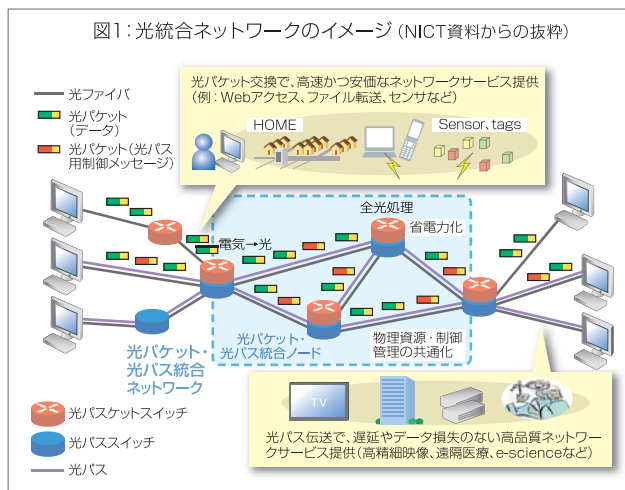 図1：光統合ネットワークのイメージ（NICT資料からの抜粋）
光パケット交換で、高速かつ安価なネットワークサービス提供
（例：Webアクセス、ファイル転送、センサなど）
HOME
Sensor、tags
光ファイバ
光パケット
（データ）
光パケット（光パス
用制御メッセージ）
全光処理
省電力化
電気→光
光パケット・
光パス統合ノード
物理資源・制御
管理の共通化
光パケット・
光パス統合
ネットワーク
光パスケットスイッチ
光パススイッチ
光パス
TV
光パス伝送で、遅延やデータ損失のない高品質ネットワー
クサービス提供（高精細映像、遠隔医療、e-scienceなど）